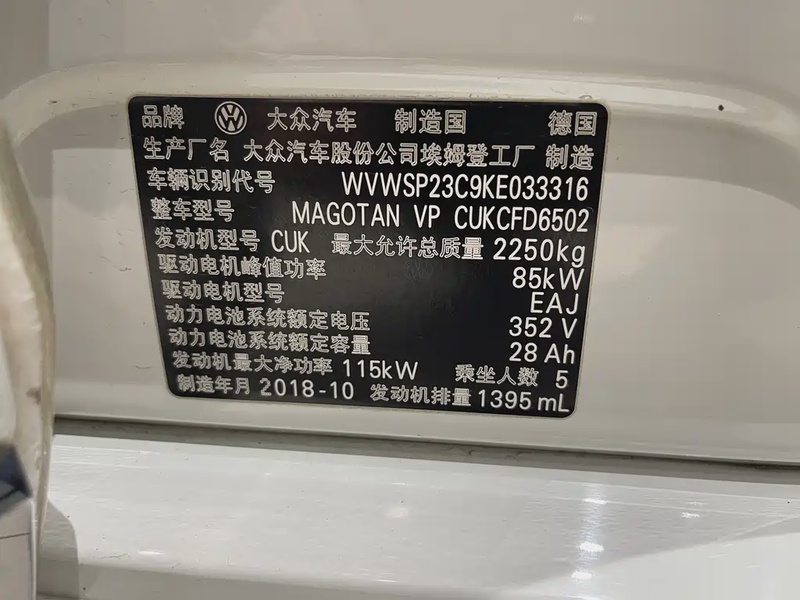 品牌 大众汽车 制造国 德国
生产厂名 大众汽车股份公司埃姆登工厂 制造
车辆识别代号 WVWSP23C9KE033316
整车型号 MAGOTAN VP CUKCFD6502
发动机型号 CUK 最大允许总质量 2250kg
驱动电机峰值功率 85kW
驱动电机型号 EAJ
动力电池系统额定电压 352 V
动力电池系统额定容量 28 Ah
发动机最大净功率 115kW 乘坐人数 5
制造年月 2018-10 发动机排量 1395 mL